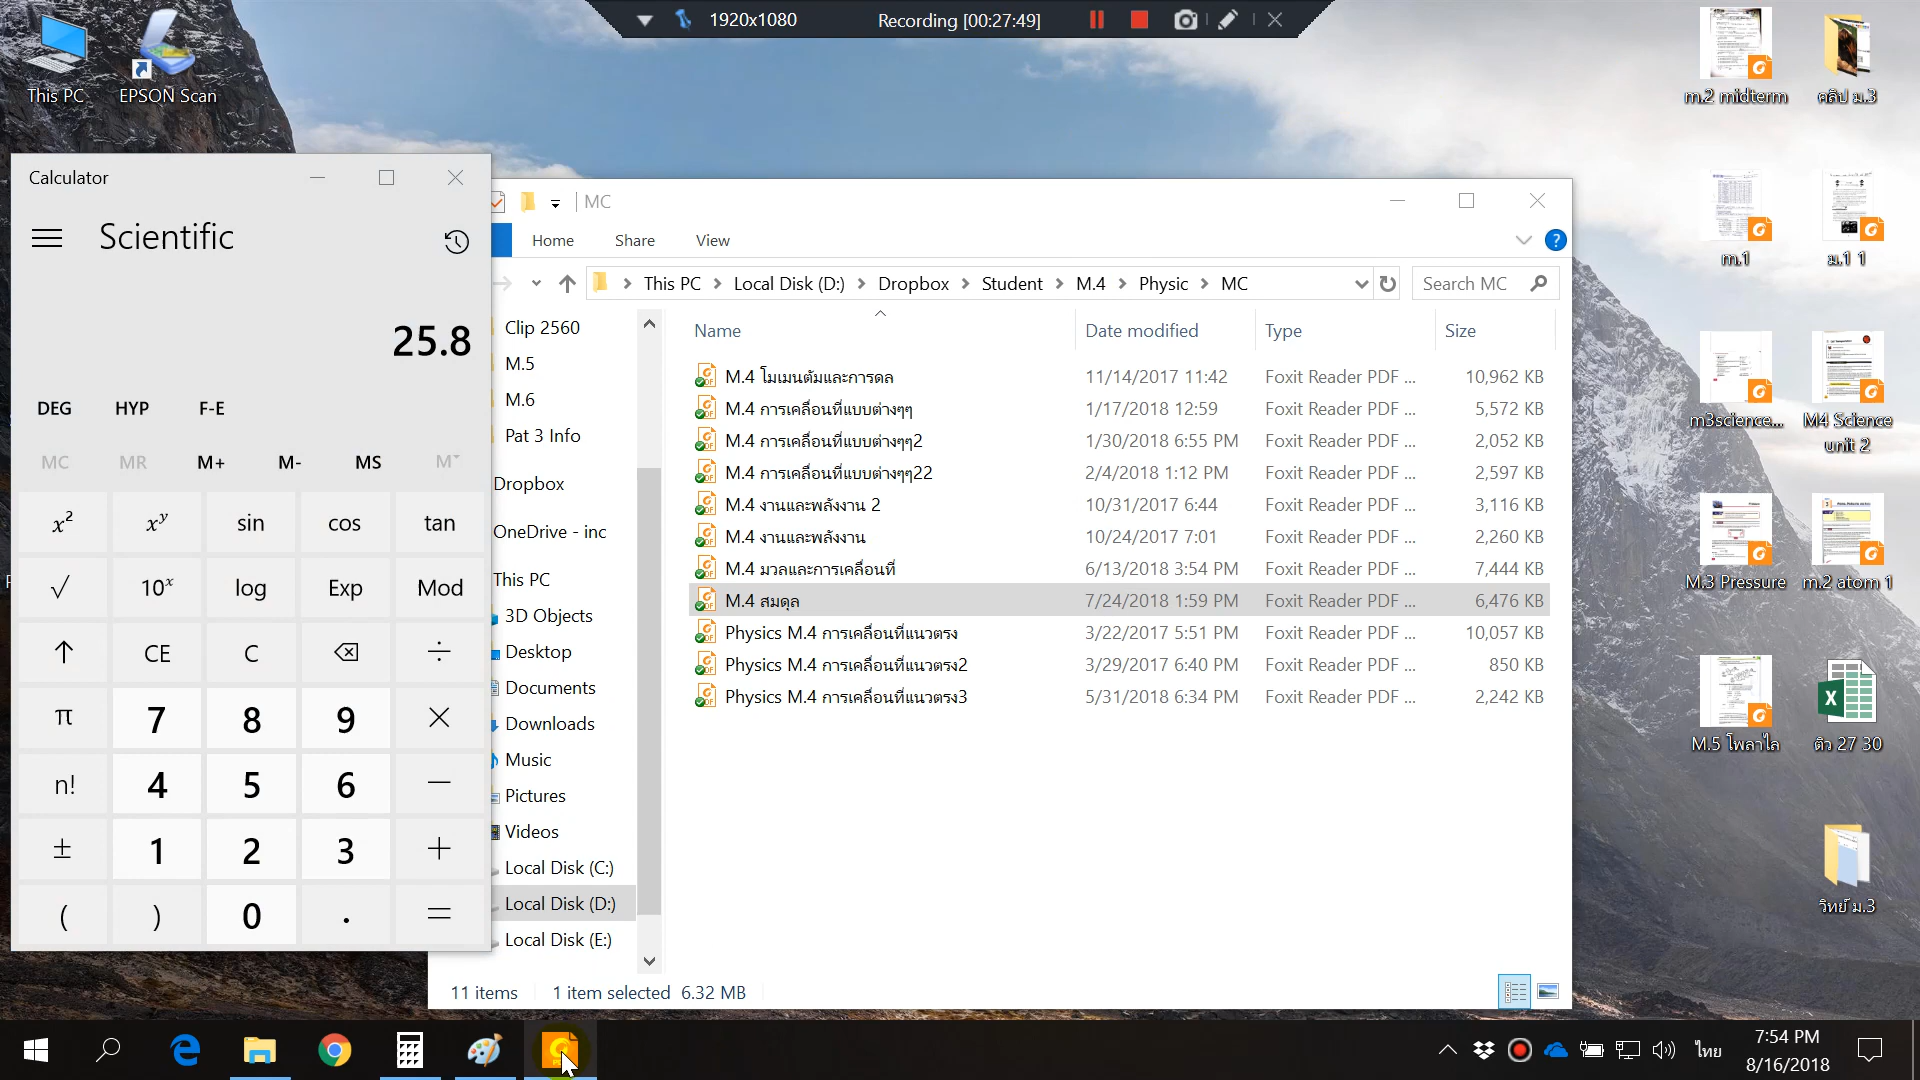 1920x1080
Recording [00:27:49]
This PC
EPSON Scan
m.2 midterm
คลิป ม.3
m.1
ม.1 1
m3science...
M4 Science
unit 2
M.3 Pressure
m.2 atom 1
M.5 โพลาไล
ติว 27 30
วิทย์ ม.3
Calculator
Scientific
25.8
DEG HYP F-E
MC MR M+ M- MS M˅
x² xʸ sin cos tan
√ 10ˣ log Exp Mod
↑ CE C ⌫ ÷
π 7 8 9 ×
n! 4 5 6 −
± 1 2 3 +
( ) 0 . =
MC
Home Share View
This PC > Local Disk (D:) > Dropbox > Student > M.4 > Physic > MC
Search MC
Clip 2560
M.5
M.6
Pat 3 Info
Dropbox
OneDrive - inc
This PC
3D Objects
Desktop
Documents
Downloads
Music
Pictures
Videos
Local Disk (C:)
Local Disk (D:)
Local Disk (E:)
Name Date modified Type Size
M.4 โมเมนตัมและการดล 11/14/2017 11:42 Foxit Reader PDF ... 10,962 KB
M.4 การเคลื่อนที่แบบต่างๆๆ 1/17/2018 12:59 Foxit Reader PDF ... 5,572 KB
M.4 การเคลื่อนที่แบบต่างๆๆ2 1/30/2018 6:55 PM Foxit Reader PDF ... 2,052 KB
M.4 การเคลื่อนที่แบบต่างๆๆ22 2/4/2018 1:12 PM Foxit Reader PDF ... 2,597 KB
M.4 งานและพลังงาน 2 10/31/2017 6:44 Foxit Reader PDF ... 3,116 KB
M.4 งานและพลังงาน 10/24/2017 7:01 Foxit Reader PDF ... 2,260 KB
M.4 มวลและการเคลื่อนที่ 6/13/2018 3:54 PM Foxit Reader PDF ... 7,444 KB
M.4 สมดุล 7/24/2018 1:59 PM Foxit Reader PDF ... 6,476 KB
Physics M.4 การเคลื่อนที่แนวตรง 3/22/2017 5:51 PM Foxit Reader PDF ... 10,057 KB
Physics M.4 การเคลื่อนที่แนวตรง2 3/29/2017 6:40 PM Foxit Reader PDF ... 850 KB
Physics M.4 การเคลื่อนที่แนวตรง3 5/31/2018 6:34 PM Foxit Reader PDF ... 2,242 KB
11 items 1 item selected 6.32 MB
ไทย
7:54 PM
8/16/2018